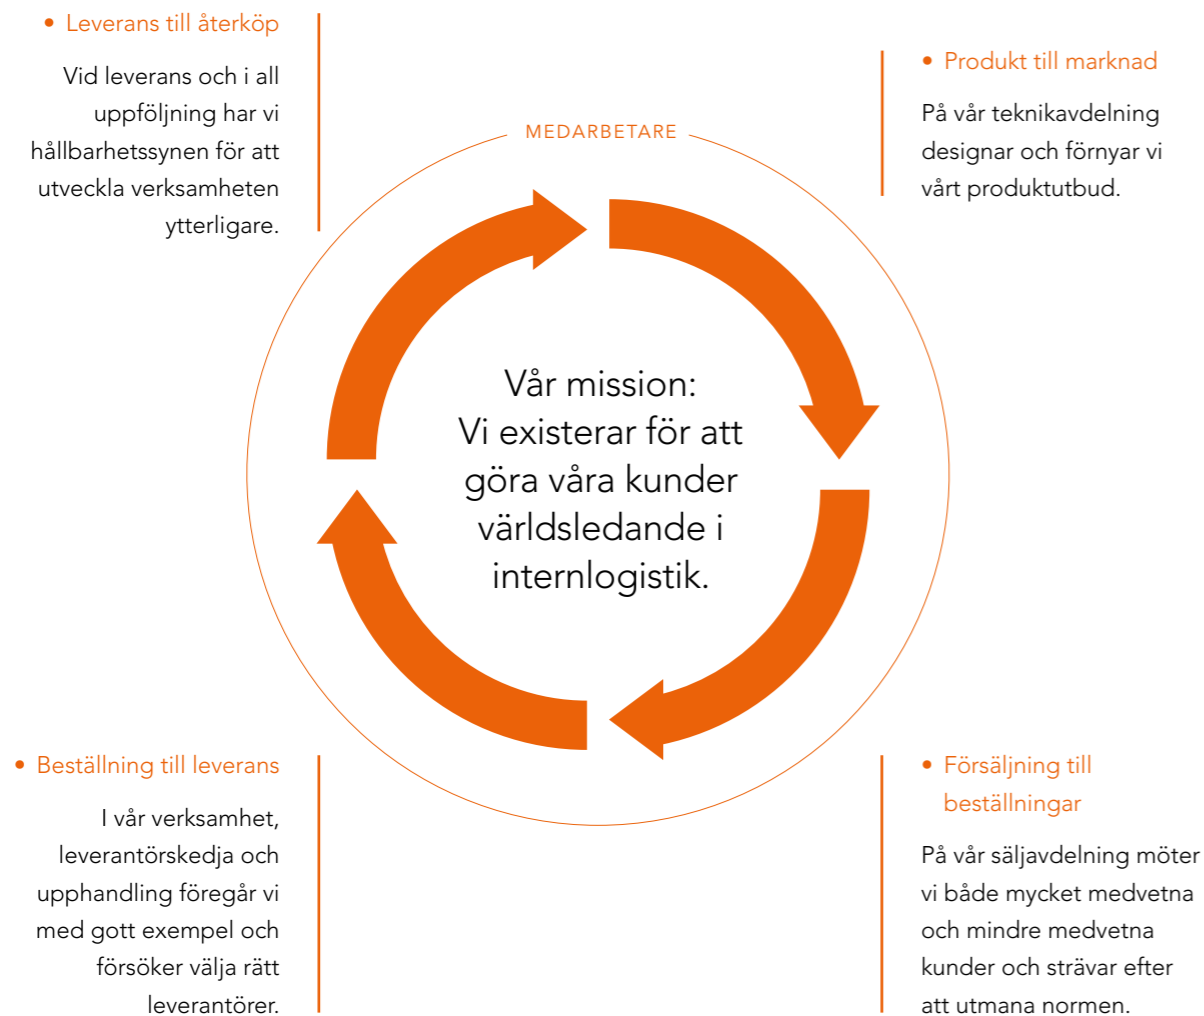 • Leverans till återköp
Vid leverans och i all
uppföljning har vi
hållbarhetssynen för att
utveckla verksamheten
ytterligare.
• Produkt till marknad
På vår teknikavdelning
designar och förnyar vi
vårt produktutbud.
MEDARBETARE
Vår mission:
Vi existerar för att
göra våra kunder
världsledande i
internlogistik.
• Beställning till leverans
I vår verksamhet,
leverantörskedja och
upphandling föregår vi
med gott exempel och
försöker välja rätt
leverantörer.
• Försäljning till
beställningar
På vår säljavdelning möter
vi både mycket medvetna
och mindre medvetna
kunder och strävar efter
att utmana normen.